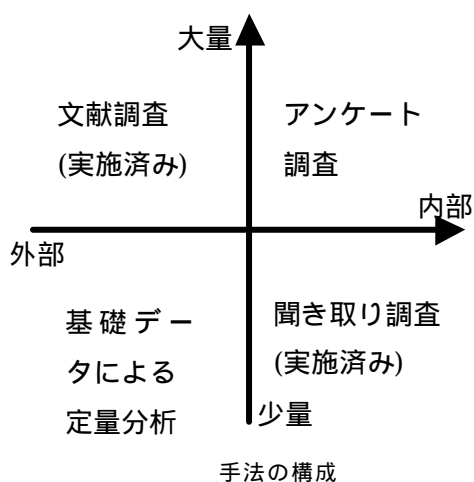 大量
文献調査
(実施済み)
アンケート
調査
内部
外部
基礎デー
タによる
定量分析
聞き取り調査
(実施済み)
少量
手法の構成